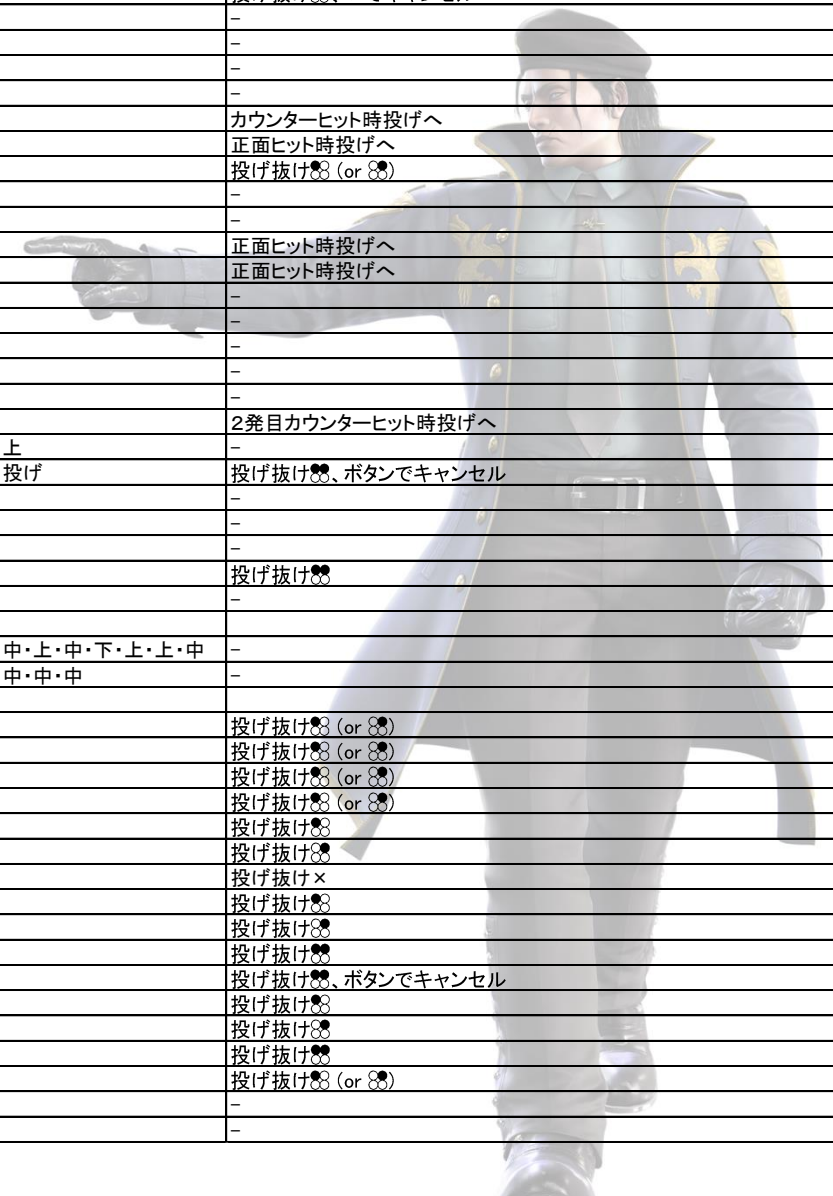 –
–
–
–
カウンターヒット時投げへ
正面ヒット時投げへ
投げ抜け (or )
–
–
正面ヒット時投げへ
正面ヒット時投げへ
–
–
–
–
–
2発目カウンターヒット時投げへ
上 –
投げ 投げ抜け、ボタンでキャンセル
–
–
–
投げ抜け
–
中・上・中・下・上・上・中 –
中・中・中 –
投げ抜け (or )
投げ抜け (or )
投げ抜け (or )
投げ抜け (or )
投げ抜け
投げ抜け
投げ抜け×
投げ抜け
投げ抜け
投げ抜け
投げ抜け、ボタンでキャンセル
投げ抜け
投げ抜け
投げ抜け
投げ抜け (or )
–
–